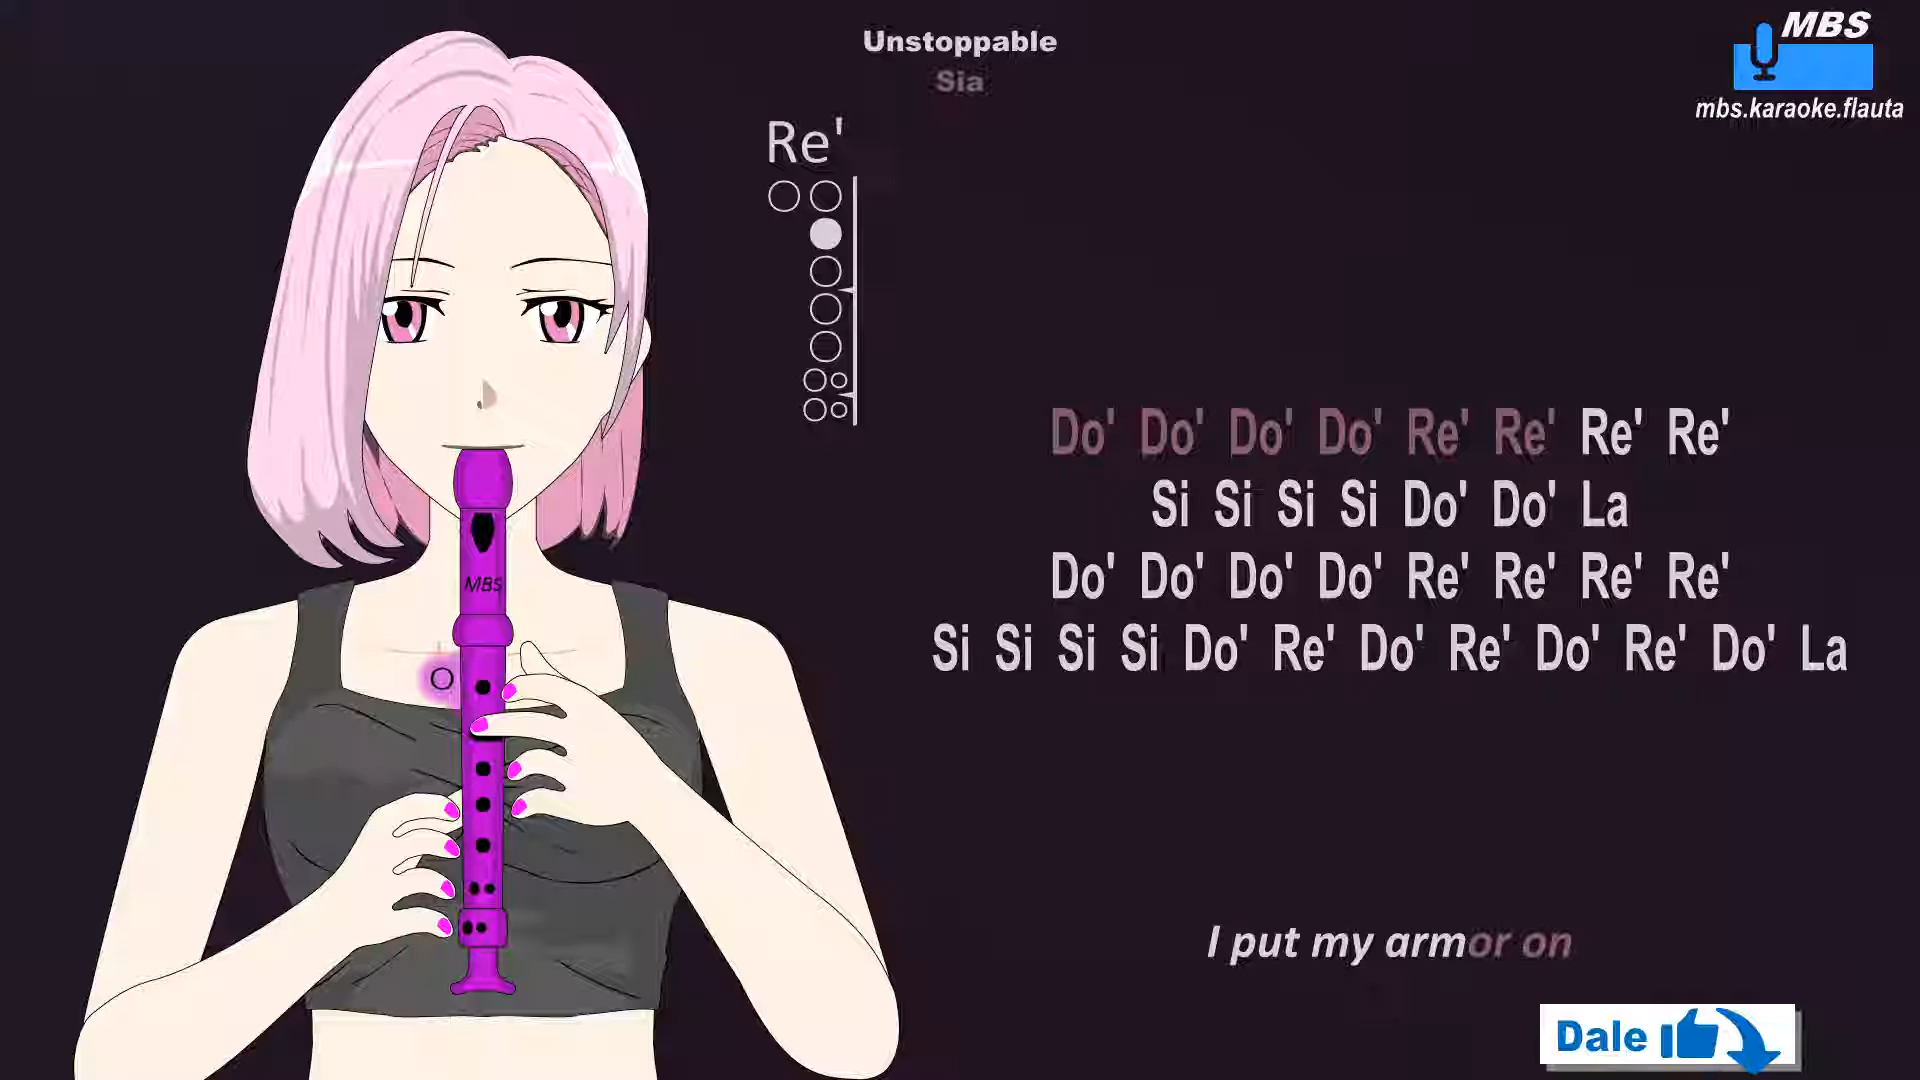 Unstoppable
Sia
MBS
mbs.karaoke.flauta
Re'
Do' Do' Do' Do' Re' Re' Re' Re'
Si Si Si Si Do' Do' La
Do' Do' Do' Do' Re' Re' Re' Re'
Si Si Si Si Do' Re' Do' Re' Do' Re' Do' La
MBS
I put my armor on
Dale